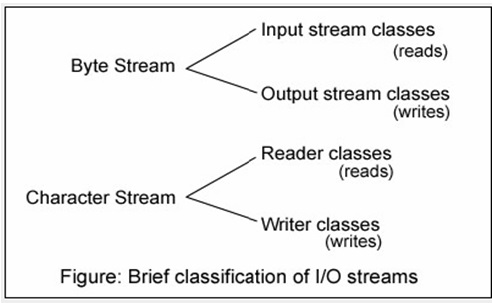 Input stream classes
(reads)
Byte Stream
Output stream classes
(writes)
Reader classes
(reads)
Character Stream
Writer classes
(writes)
Figure: Brief classification of I/O streams